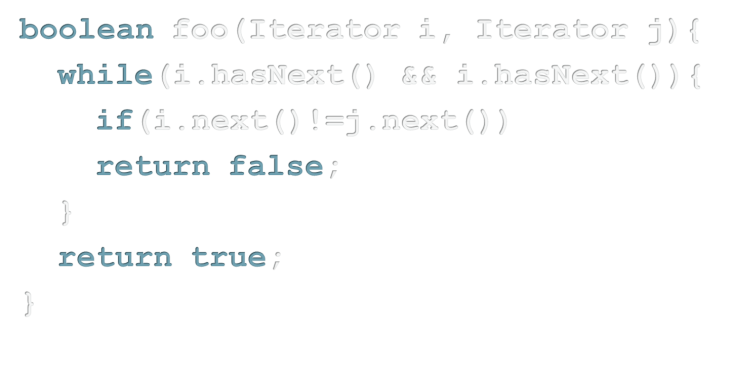 boolean foo(Iterator i, Iterator j){
while(i.hasNext() && i.hasNext()){
if(i.next()!=j.next())
return false;
}
return true;
}